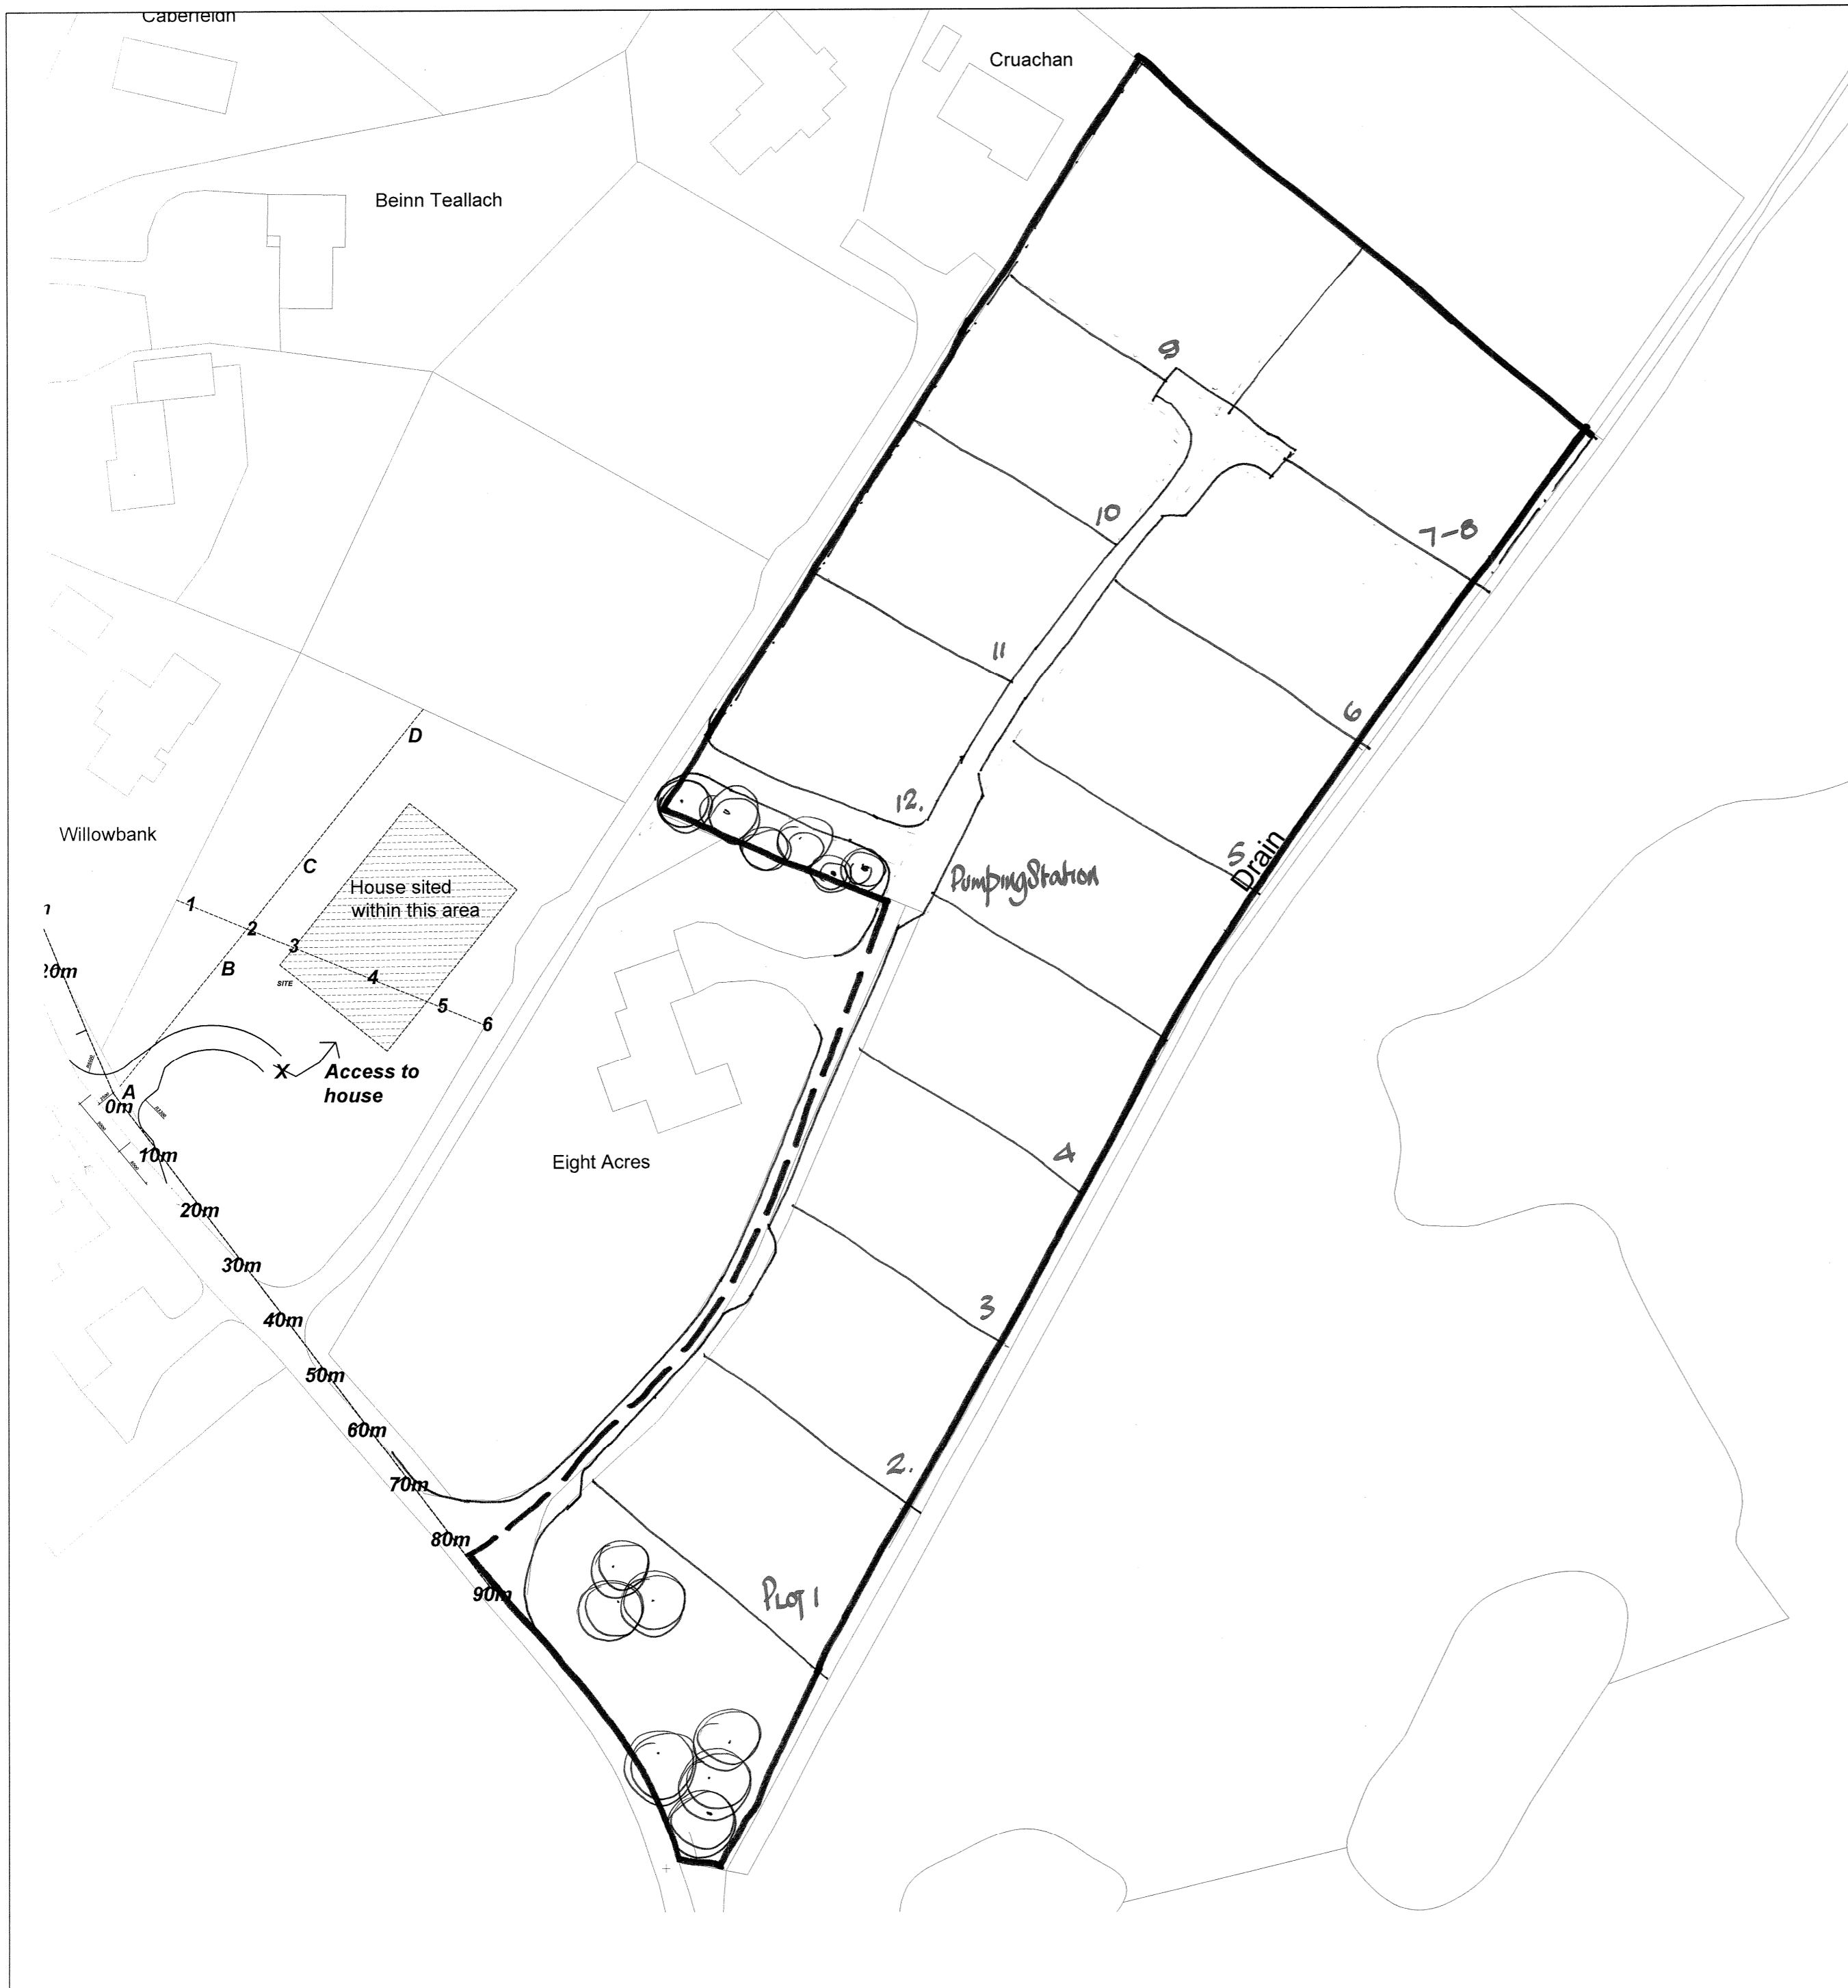 Caberfeidh
Cruachan
Beinn Teallach
9
10
7-8
11
6
D
12.
Willowbank
C
5
Drain
House sited
within this area
Pumping Station
1
2
3
B
4
SITE
5
6
20m
X
Access to
house
A
0m
10m
4
Eight Acres
20m
30m
3
40m
50m
60m
2.
70m
80m
90m
PLOT 1